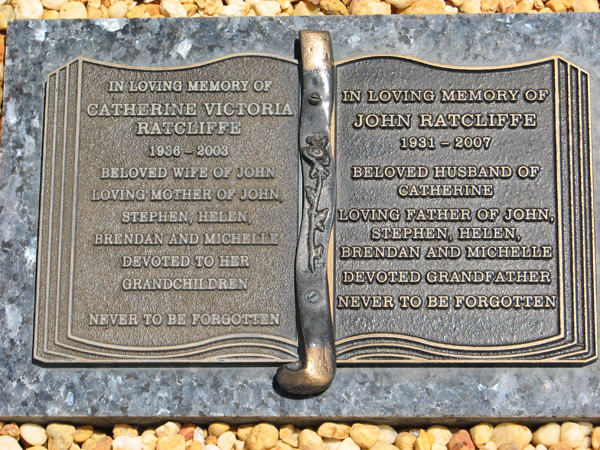 IN LOVING MEMORY OF
CATHERINE VICTORIA
RATCLIFFE
1936 - 2003
BELOVED WIFE OF JOHN
LOVING MOTHER OF JOHN,
STEPHEN, HELEN,
BRENDAN AND MICHELLE
DEVOTED TO HER
GRANDCHILDREN
NEVER TO BE FORGOTTEN
IN LOVING MEMORY OF
JOHN RATCLIFFE
1931 - 2007
BELOVED HUSBAND OF
CATHERINE
LOVING FATHER OF JOHN,
STEPHEN, HELEN,
BRENDAN AND MICHELLE
DEVOTED GRANDFATHER
NEVER TO BE FORGOTTEN